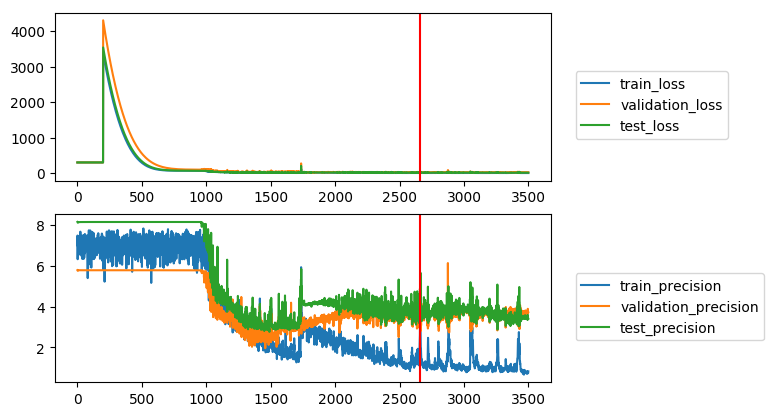 4000
3000
2000
1000
0
0 500 1000 1500 2000 2500 3000 3500
train_loss
validation_loss
test_loss
8
6
4
2
0 500 1000 1500 2000 2500 3000 3500
train_precision
validation_precision
test_precision